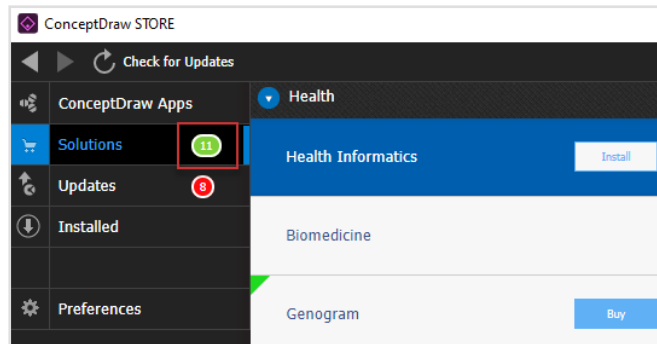 ConceptDraw STORE
Check for Updates
ConceptDraw Apps
Solutions 11
Updates 8
Installed
Preferences
Health
Health Informatics Install
Biomedicine
Genogram Buy